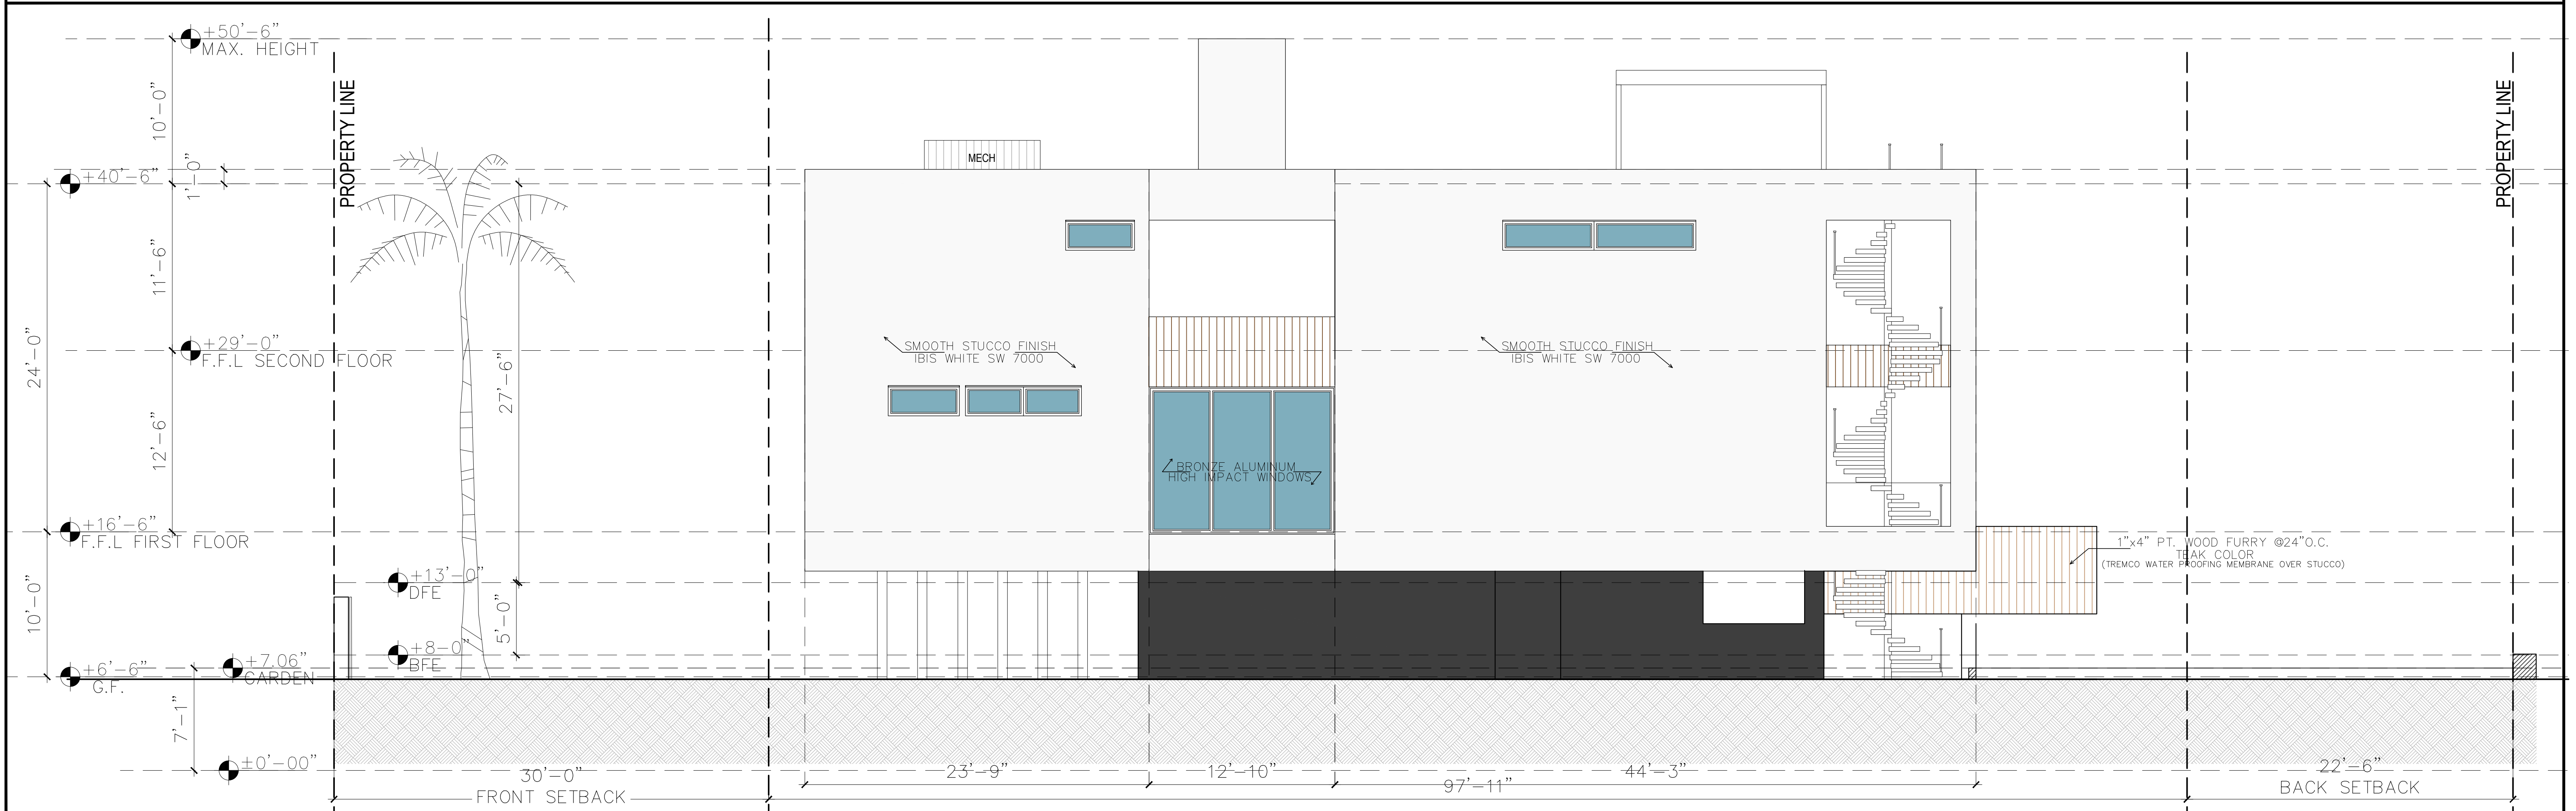 +50'-6"
MAX. HEIGHT
10'-0"
PROPERTY LINE
PROPERTY LINE
MECH
1'-0"
+40'-6"
11'-6"
24'-0"
+29'-0"
F.F.L SECOND FLOOR
27'-6"
SMOOTH STUCCO FINISH
IBIS WHITE SW 7000
SMOOTH STUCCO FINISH
IBIS WHITE SW 7000
12'-6"
BRONZE ALUMINUM
HIGH IMPACT WINDOWS
+16'-6"
F.F.L FIRST FLOOR
1"x4" PT. WOOD FURRY @24"O.C.
TEAK COLOR
(TREMCO WATER PROOFING MEMBRANE OVER STUCCO)
+13'-0"
DFE
10'-0"
5'-0"
+8-0"
BFE
+7.06"
GARDEN
+6'-6"
G.F.
7'-1"
±0'-00"
30'-0"
FRONT SETBACK
23'-9"
12'-10"
44'-3"
97'-11"
22'-6"
BACK SETBACK